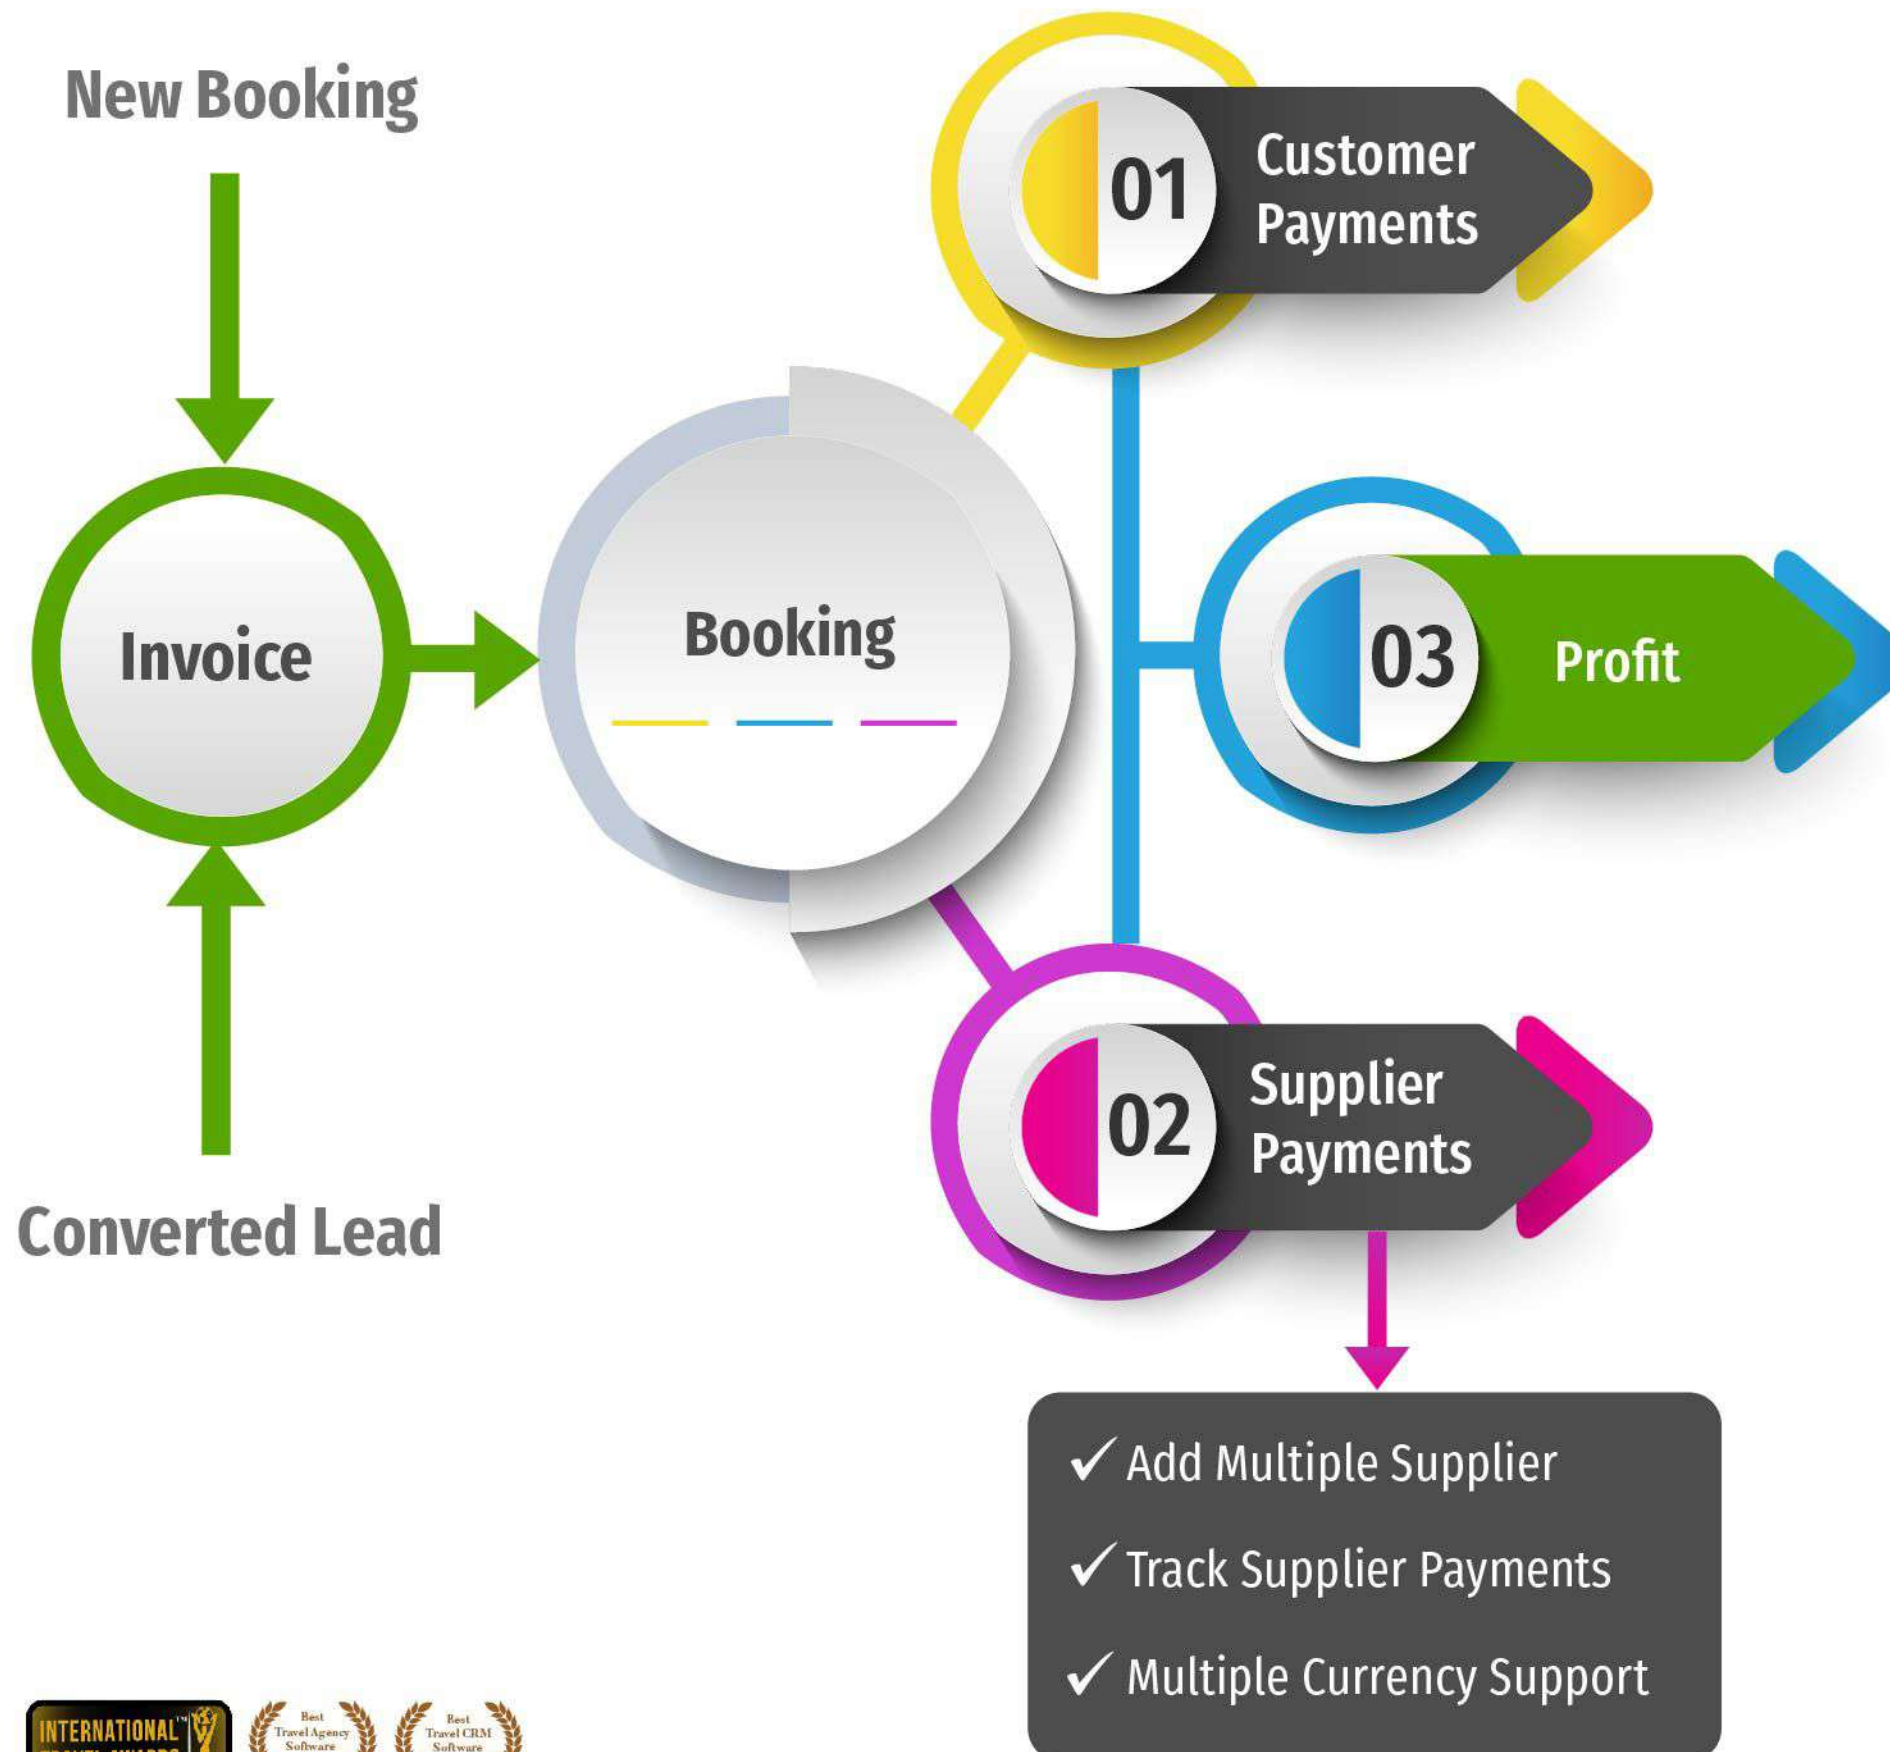 New Booking
01
Customer
Payments
Invoice
Booking
03
Profit
02
Supplier
Payments
Converted Lead
✓ Add Multiple Supplier
✓ Track Supplier Payments
✓ Multiple Currency Support
INTERNATIONAL™
Best
Travel Agency
Software
Best
Travel CRM
Software